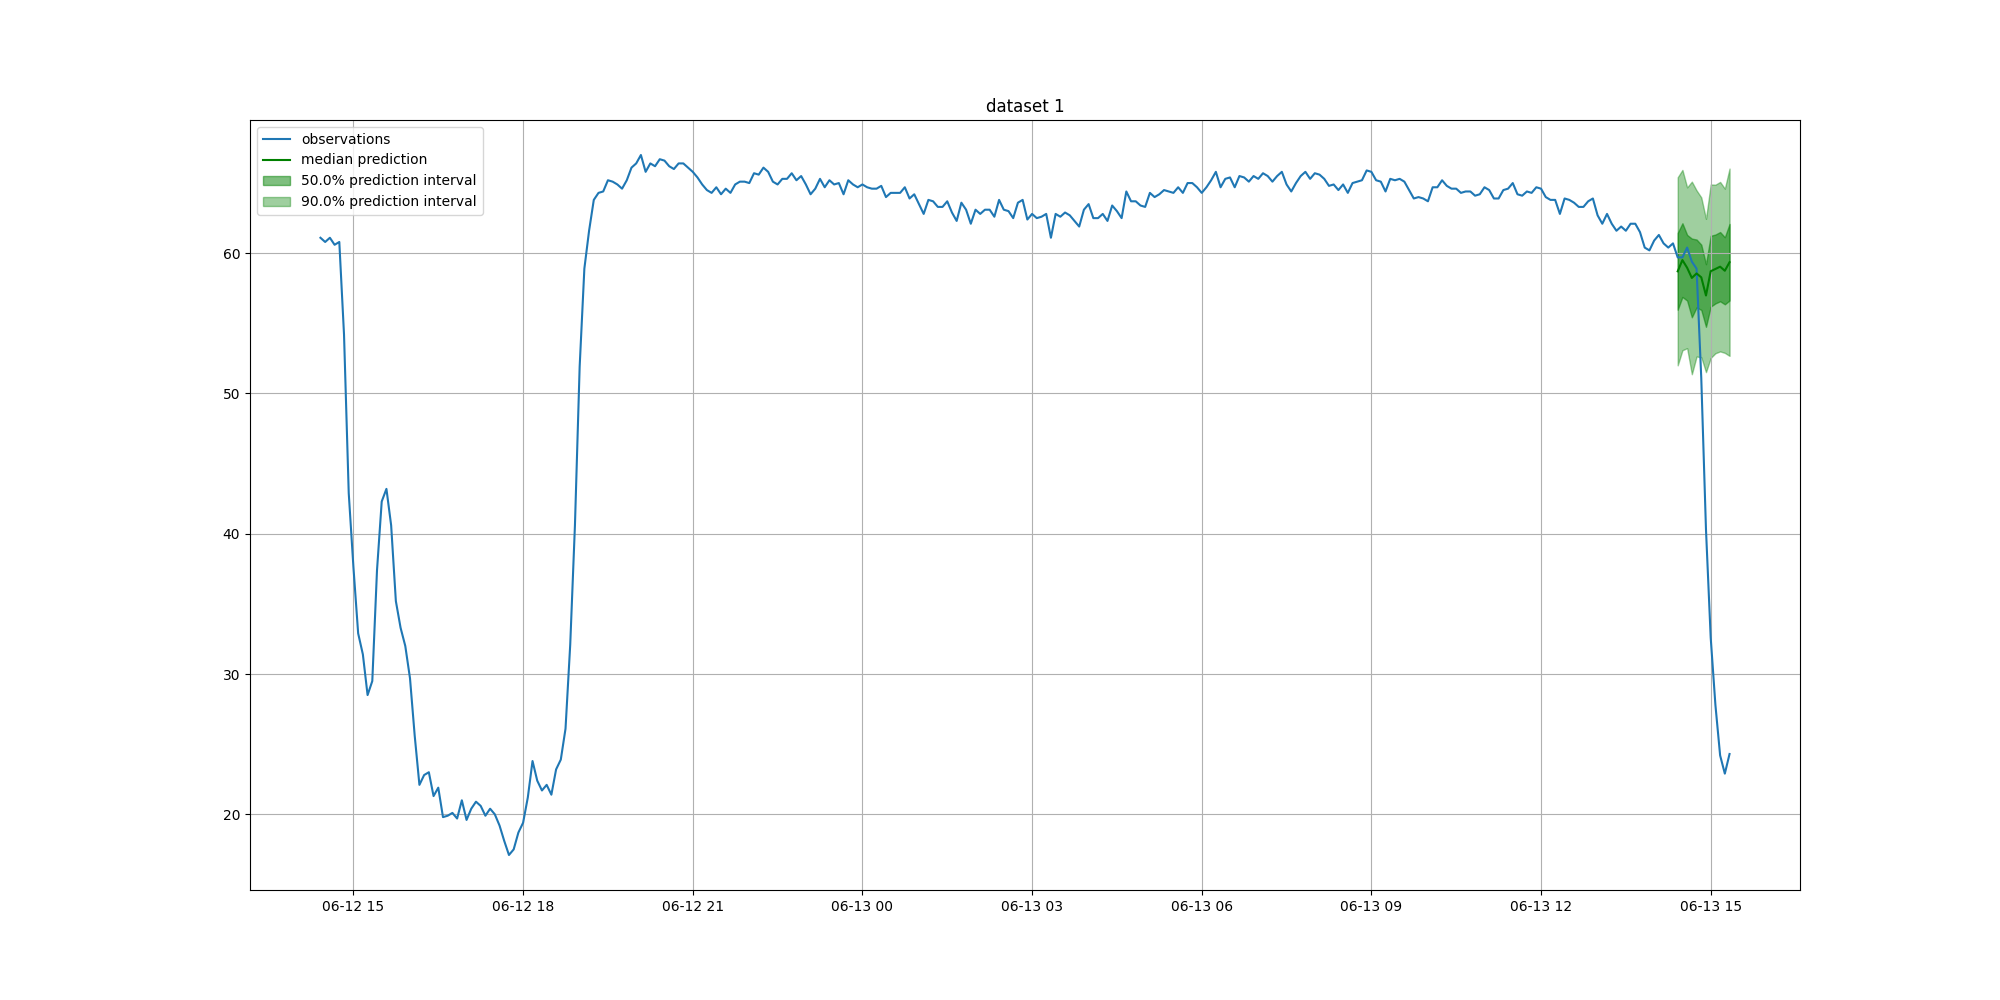 dataset 1
observations
median prediction
50.0% prediction interval
90.0% prediction interval
60
50
40
30
20
06-12 15
06-12 18
06-12 21
06-13 00
06-13 03
06-13 06
06-13 09
06-13 12
06-13 15